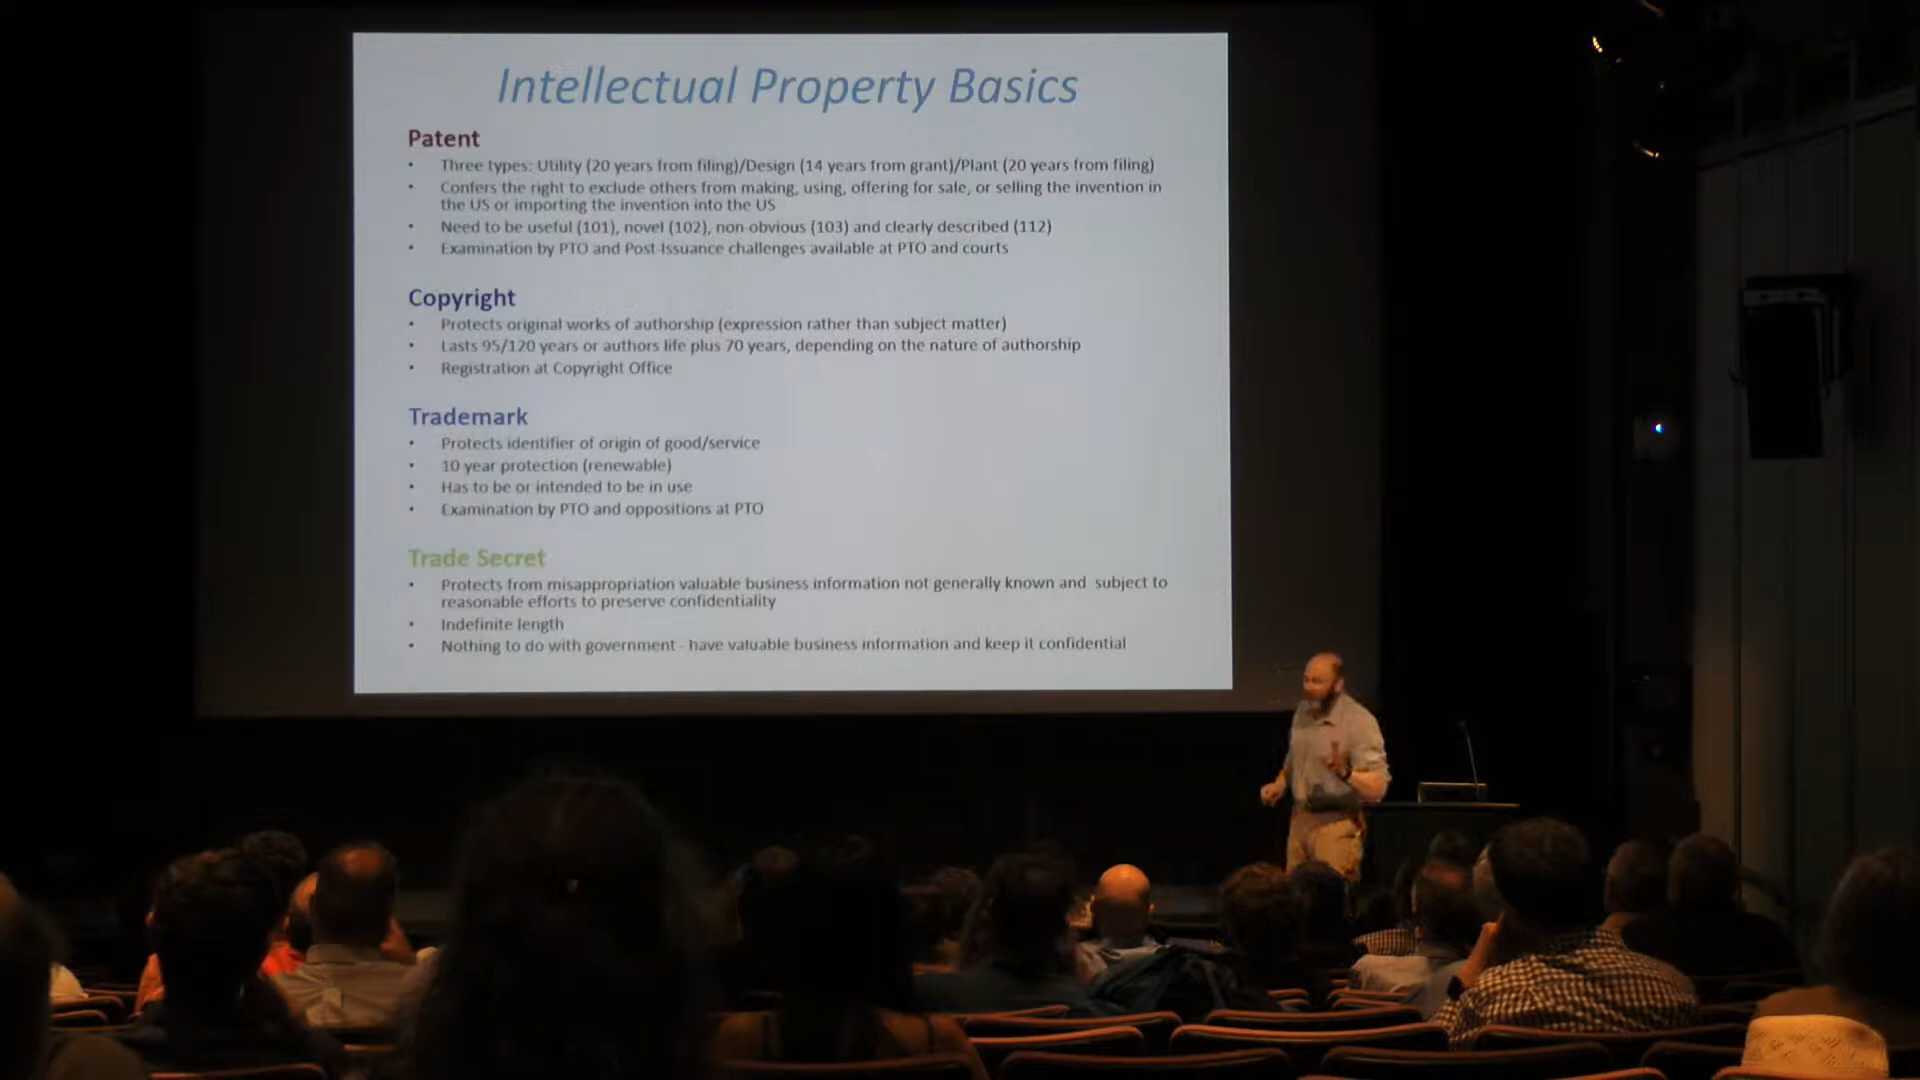 Intellectual Property Basics
Patent
• Three types: Utility (20 years from filing)/Design (14 years from grant)/Plant (20 years from filing)
• Confers the right to exclude others from making, using, offering for sale, or selling the invention in
the US or importing the invention into the US
• Need to be useful (101), novel (102), non-obvious (103) and clearly described (112)
• Examination by PTO and Post-Issuance challenges available at PTO and courts
Copyright
• Protects original works of authorship (expression rather than subject matter)
• Lasts 95/120 years or authors life plus 70 years, depending on the nature of authorship
• Registration at Copyright Office
Trademark
• Protects identifier of origin of good/service
• 10 year protection (renewable)
• Has to be or intended to be in use
• Examination by PTO and oppositions at PTO
Trade Secret
• Protects from misappropriation valuable business information not generally known and subject to
reasonable efforts to preserve confidentiality
• Indefinite length
• Nothing to do with government - have valuable business information and keep it confidential